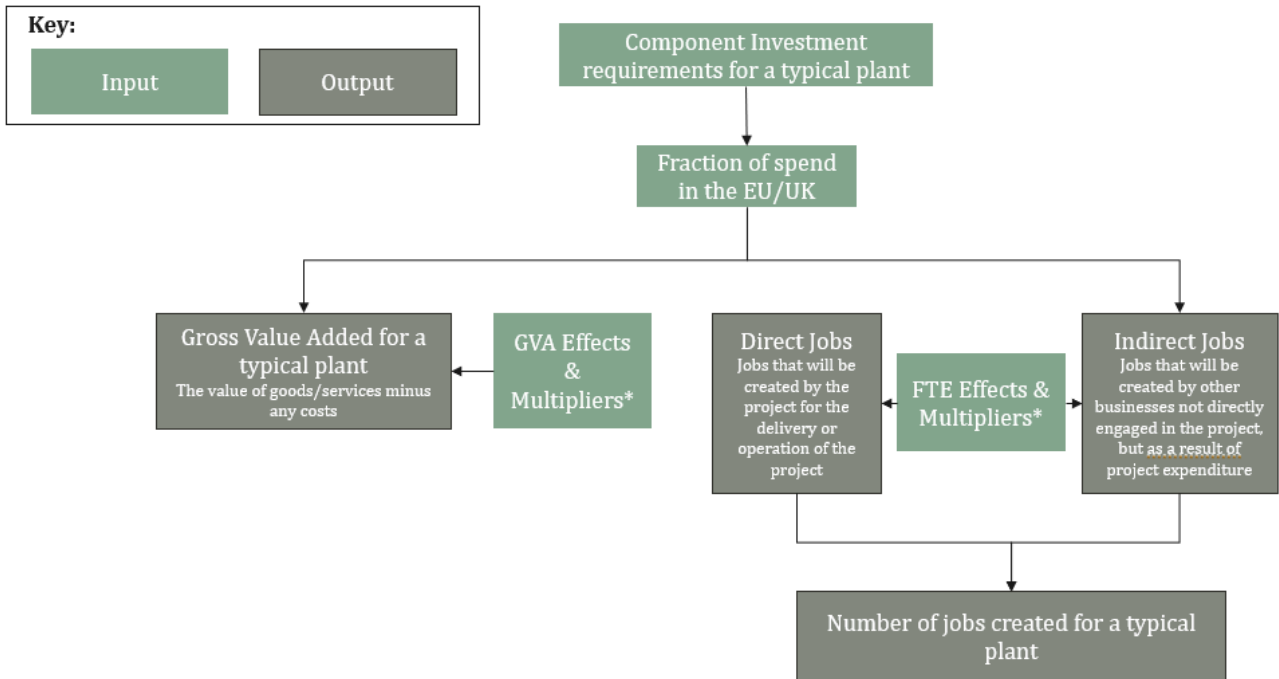 Key:
Input
Output
Component Investment
requirements for a typical plant
Fraction of spend
in the EU/UK
Gross Value Added for a
typical plant
The value of goods/services minus
any costs
GVA Effects
&
Multipliers*
Direct Jobs
Jobs that will be
created by the
project for the
delivery or
operation of the
project
FTE Effects &
Multipliers*
Indirect Jobs
Jobs that will be
created by other
businesses not directly
engaged in the project,
but as a result of
project expenditure
Number of jobs created for a typical
plant